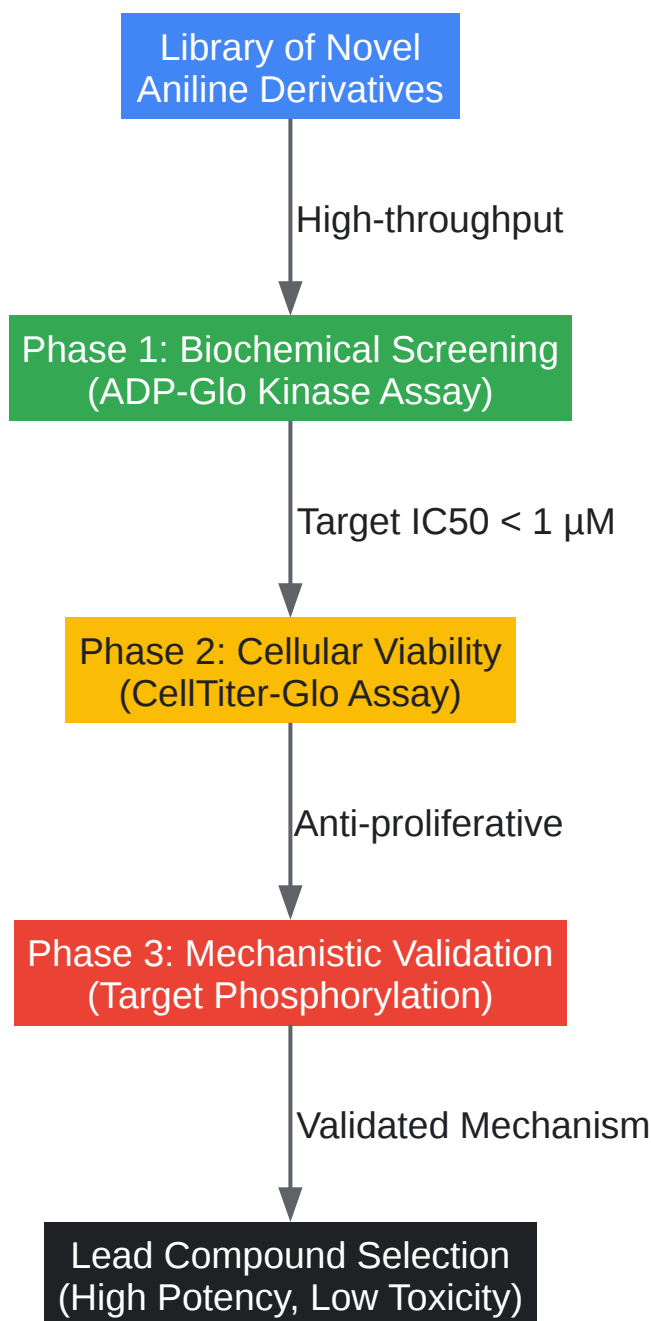 Library of Novel
Aniline Derivatives
High-throughput
Phase 1: Biochemical Screening
(ADP-Glo Kinase Assay)
Target IC50 < 1 µM
Phase 2: Cellular Viability
(CellTiter-Glo Assay)
Anti-proliferative
Phase 3: Mechanistic Validation
(Target Phosphorylation)
Validated Mechanism
Lead Compound Selection
(High Potency, Low Toxicity)